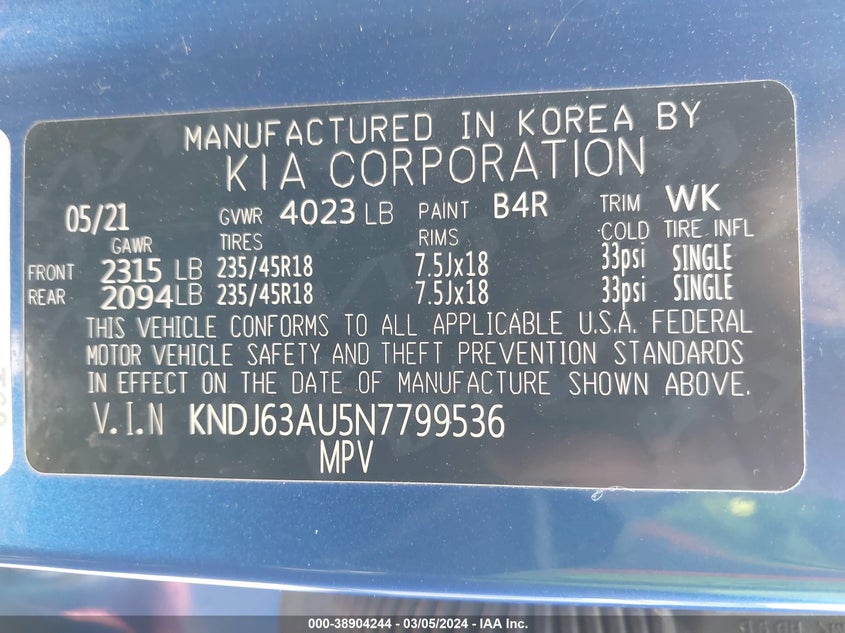 MANUFACTURED IN KOREA BY
KIA CORPORATION
05/21 GVWR 4023 LB PAINT B4R TRIM WK
GAWR TIRES RIMS COLD TIRE INFL
FRONT 2315 LB 235/45R18 7.5Jx18 33psi SINGLE
REAR 2094 LB 235/45R18 7.5Jx18 33psi SINGLE
THIS VEHICLE CONFORMS TO ALL APPLICABLE U.S.A. FEDERAL
MOTOR VEHICLE SAFETY AND THEFT PREVENTION STANDARDS
IN EFFECT ON THE DATE OF MANUFACTURE SHOWN ABOVE.
V.I.N KNDJ63AU5N7799536
MPV
000-38904244 - 03/05/2024 - IAA Inc.